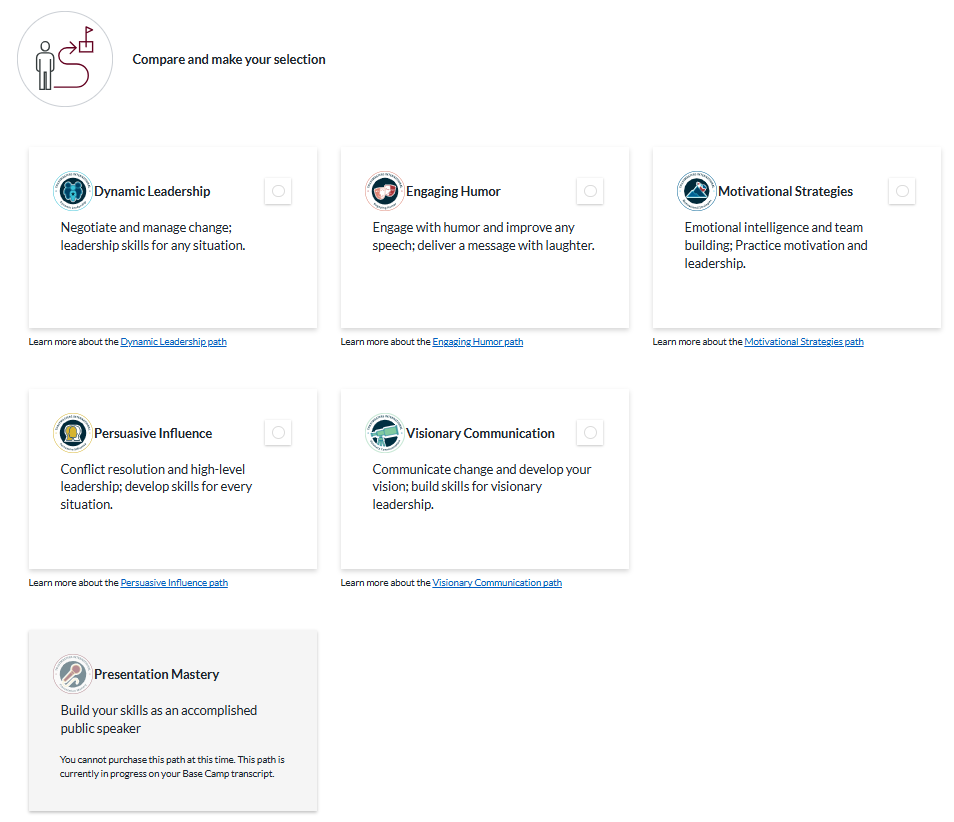 Compare and make your selection
Dynamic Leadership
Negotiate and manage change;
leadership skills for any situation.
Learn more about the Dynamic Leadership path
Engaging Humor
Engage with humor and improve any
speech; deliver a message with laughter.
Learn more about the Engaging Humor path
Motivational Strategies
Emotional intelligence and team
building; Practice motivation and
leadership.
Learn more about the Motivational Strategies path
Persuasive Influence
Conflict resolution and high-level
leadership; develop skills for every
situation.
Learn more about the Persuasive Influence path
Visionary Communication
Communicate change and develop your
vision; build skills for visionary
leadership.
Learn more about the Visionary Communication path
Presentation Mastery
Build your skills as an accomplished
public speaker
You cannot purchase this path at this time. This path is
currently in progress on your Base Camp transcript.